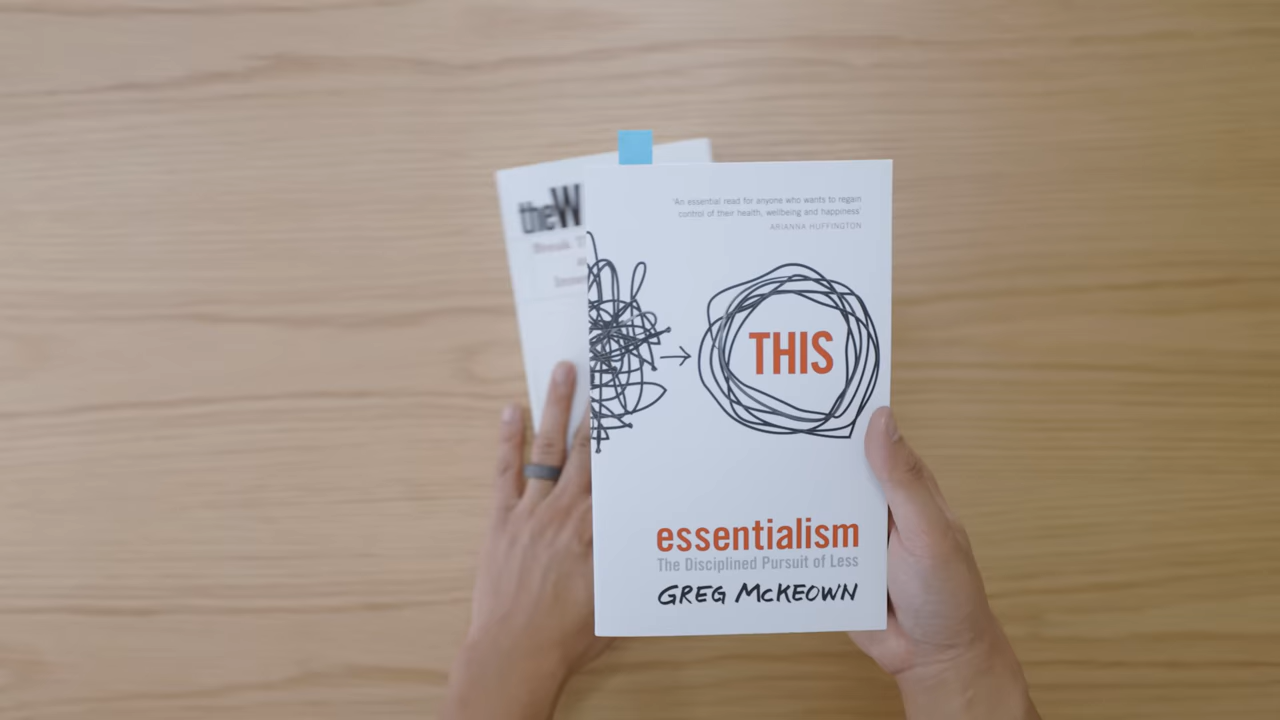 theW
'An essential read for anyone who wants to regain
control of their health, wellbeing and happiness'
ARIANNA HUFFINGTON
THIS
essentialism
The Disciplined Pursuit of Less
GREG McKEOWN